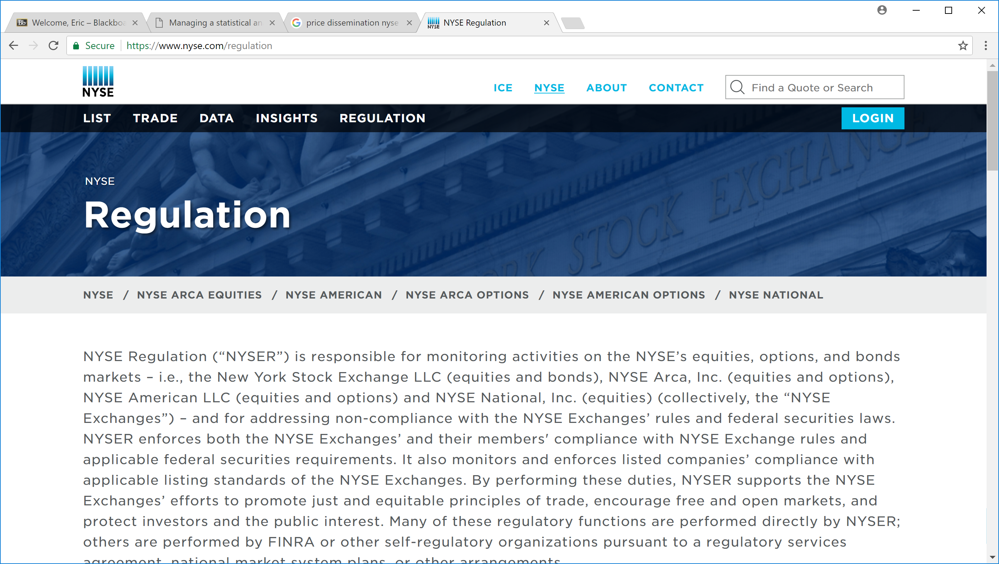 Welcome, Eric – Blackboa
Managing a statistical an
price dissemination nyse
NYSE Regulation
Secure
https://www.nyse.com/regulation
NYSE
ICE
NYSE
ABOUT
CONTACT
Find a Quote or Search
LIST
TRADE
DATA
INSIGHTS
REGULATION
LOGIN
STOCK EXCHANGE
NYSE
Regulation
NYSE / NYSE ARCA EQUITIES / NYSE AMERICAN / NYSE ARCA OPTIONS / NYSE AMERICAN OPTIONS / NYSE NATIONAL
NYSE Regulation (“NYSER”) is responsible for monitoring activities on the NYSE’s equities, options, and bonds
markets – i.e., the New York Stock Exchange LLC (equities and bonds), NYSE Arca, Inc. (equities and options),
NYSE American LLC (equities and options) and NYSE National, Inc. (equities) (collectively, the “NYSE
Exchanges”) – and for addressing non-compliance with the NYSE Exchanges’ rules and federal securities laws.
NYSER enforces both the NYSE Exchanges’ and their members' compliance with NYSE Exchange rules and
applicable federal securities requirements. It also monitors and enforces listed companies’ compliance with
applicable listing standards of the NYSE Exchanges. By performing these duties, NYSER supports the NYSE
Exchanges’ efforts to promote just and equitable principles of trade, encourage free and open markets, and
protect investors and the public interest. Many of these regulatory functions are performed directly by NYSER;
others are performed by FINRA or other self-regulatory organizations pursuant to a regulatory services
agreement, national market system plans, or other arrangements.